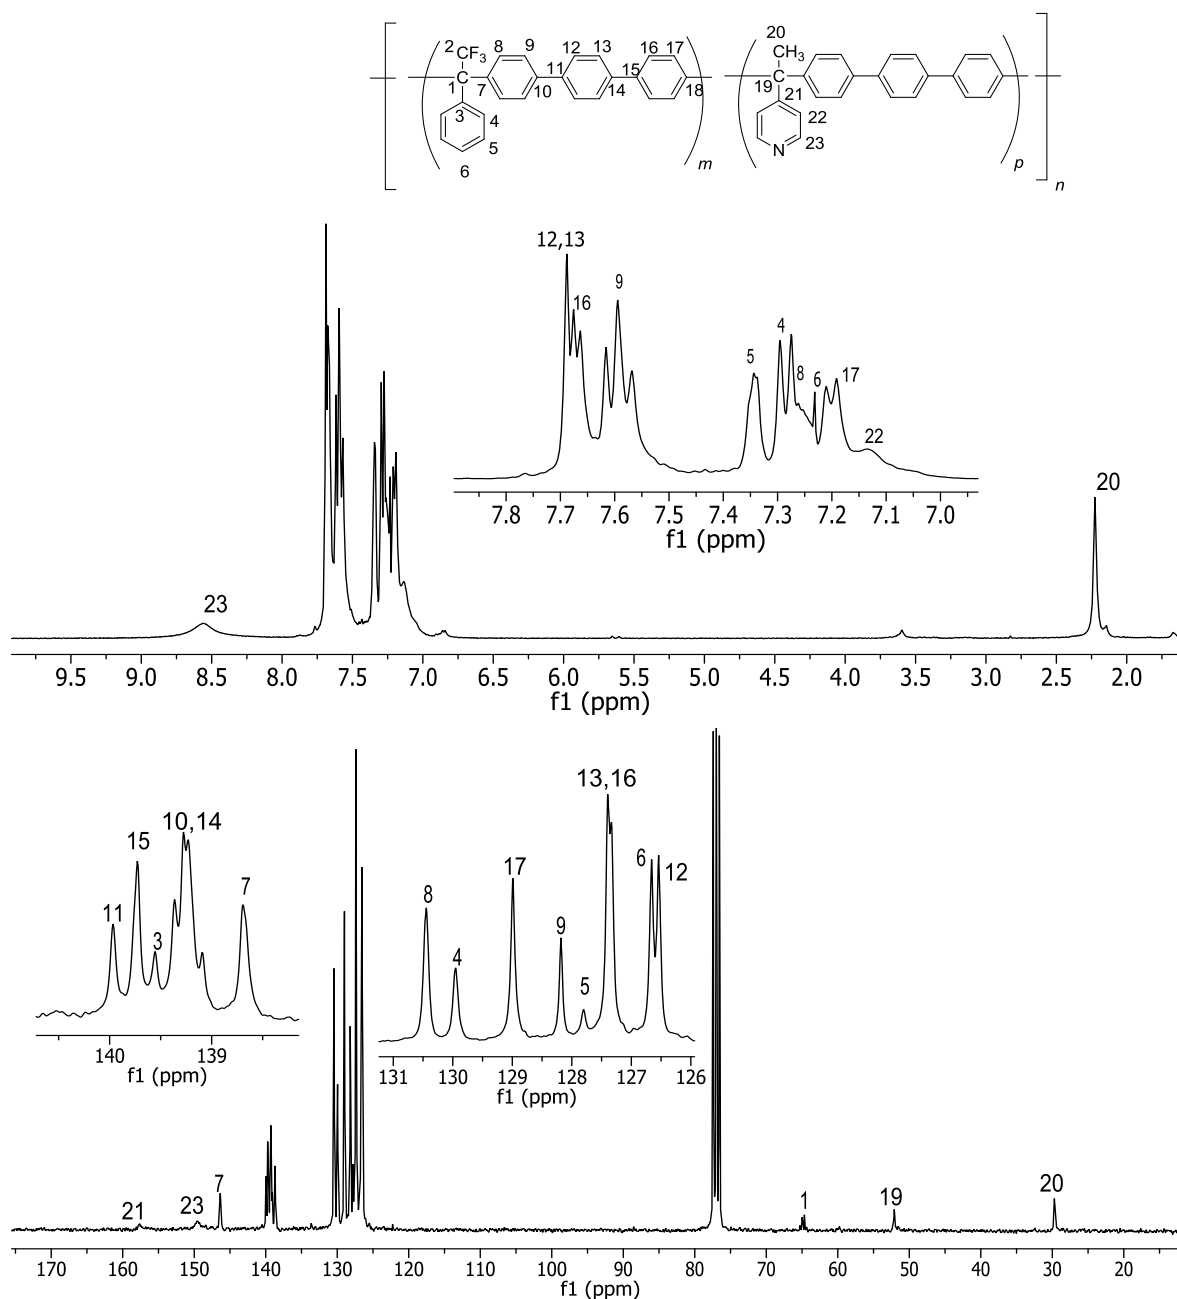 20
2 CF3 8 9 12 13 16 17 CH3
1 7 10 11 14 15 18 19 21
3 4 22
5 N 23
6 m p n
12,13
16 9
5 4 8 6 17
22
7.8 7.7 7.6 7.5 7.4 7.3 7.2 7.1 7.0
f1 (ppm)
20
23
9.5 9.0 8.5 8.0 7.5 7.0 6.5 6.0 5.5 5.0 4.5 4.0 3.5 3.0 2.5 2.0
f1 (ppm)
11 15 3 10,14 7
140 139
f1 (ppm)
8 4 17 9 5 13,16 6 12
131 130 129 128 127 126
f1 (ppm)
21 23 7 1 19 20
170 160 150 140 130 120 110 100 90 80 70 60 50 40 30 20
f1 (ppm)